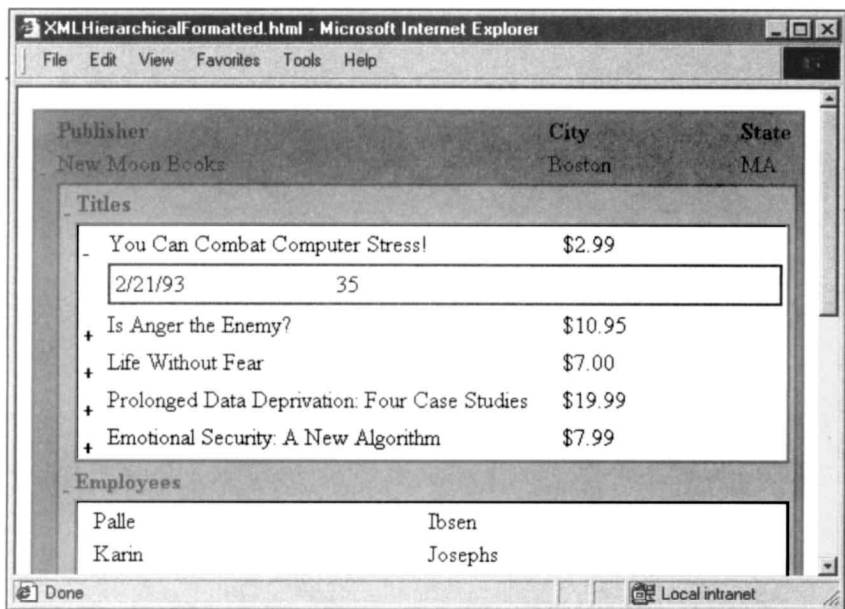 XMLHierarchicalFormatted.html - Microsoft Internet Explorer
File Edit View Favorites Tools Help
Publisher City State
New Moon Books Boston MA
- Titles
- You Can Combat Computer Stress! $2.99
2/21/93 35
+ Is Anger the Enemy? $10.95
+ Life Without Fear $7.00
+ Prolonged Data Deprivation: Four Case Studies $19.99
+ Emotional Security: A New Algorithm $7.99
- Employees
Palle Ibsen
Karin Josephs
Done Local intranet